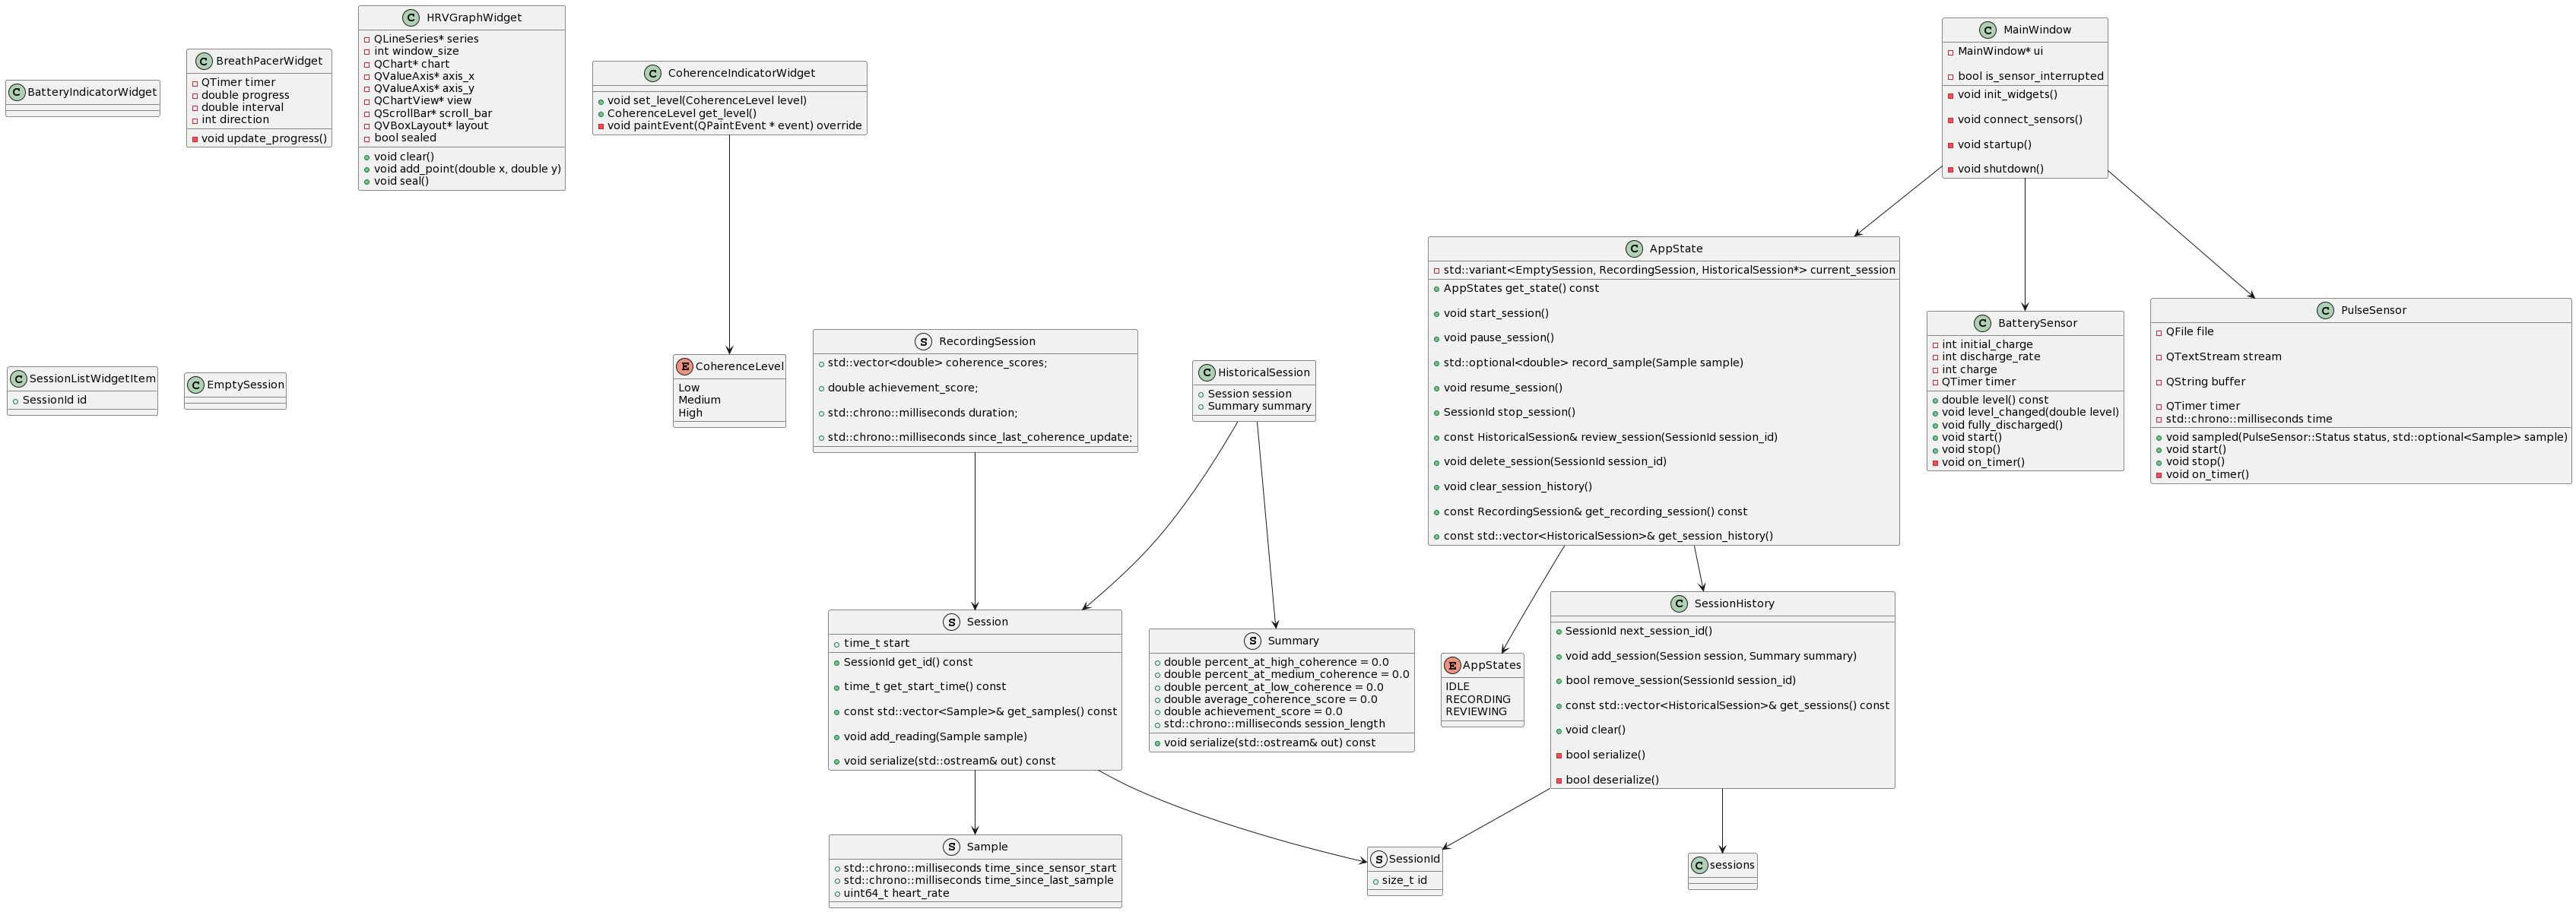 BatteryIndicatorWidget
BreathPacerWidget
QTimer timer
double progress
double interval
int direction
void update_progress()
HRVGraphWidget
QLineSeries* series
int window_size
QChart* chart
QValueAxis* axis_x
QValueAxis* axis_y
QChartView* view
QScrollBar* scroll_bar
QVBoxLayout* layout
bool sealed
void clear()
void add_point(double x, double y)
void seal()
CoherenceIndicatorWidget
void set_level(CoherenceLevel level)
CoherenceLevel get_level()
void paintEvent(QPaintEvent * event) override
MainWindow
MainWindow* ui
bool is_sensor_interrupted
void init_widgets()
void connect_sensors()
void startup()
void shutdown()
SessionListWidgetItem
SessionId id
EmptySession
CoherenceLevel
Low
Medium
High
RecordingSession
std::vector<double> coherence_scores;
double achievement_score;
std::chrono::milliseconds duration;
std::chrono::milliseconds since_last_coherence_update;
HistoricalSession
Session session
Summary summary
AppState
std::variant<EmptySession, RecordingSession, HistoricalSession*> current_session
AppStates get_state() const
void start_session()
void pause_session()
std::optional<double> record_sample(Sample sample)
void resume_session()
SessionId stop_session()
const HistoricalSession& review_session(SessionId session_id)
void delete_session(SessionId session_id)
void clear_session_history()
const RecordingSession& get_recording_session() const
const std::vector<HistoricalSession>& get_session_history()
BatterySensor
int initial_charge
int discharge_rate
int charge
QTimer timer
double level() const
void level_changed(double level)
void fully_discharged()
void start()
void stop()
void on_timer()
PulseSensor
QFile file
QTextStream stream
QString buffer
QTimer timer
std::chrono::milliseconds time
void sampled(PulseSensor::Status status, std::optional<Sample> sample)
void start()
void stop()
void on_timer()
Session
time_t start
SessionId get_id() const
time_t get_start_time() const
const std::vector<Sample>& get_samples() const
void add_reading(Sample sample)
void serialize(std::ostream& out) const
Summary
double percent_at_high_coherence = 0.0
double percent_at_medium_coherence = 0.0
double percent_at_low_coherence = 0.0
double average_coherence_score = 0.0
double achievement_score = 0.0
std::chrono::milliseconds session_length
void serialize(std::ostream& out) const
AppStates
IDLE
RECORDING
REVIEWING
SessionHistory
SessionId next_session_id()
void add_session(Session session, Summary summary)
bool remove_session(SessionId session_id)
const std::vector<HistoricalSession>& get_sessions() const
void clear()
bool serialize()
bool deserialize()
Sample
std::chrono::milliseconds time_since_sensor_start
std::chrono::milliseconds time_since_last_sample
uint64_t heart_rate
SessionId
size_t id
sessions